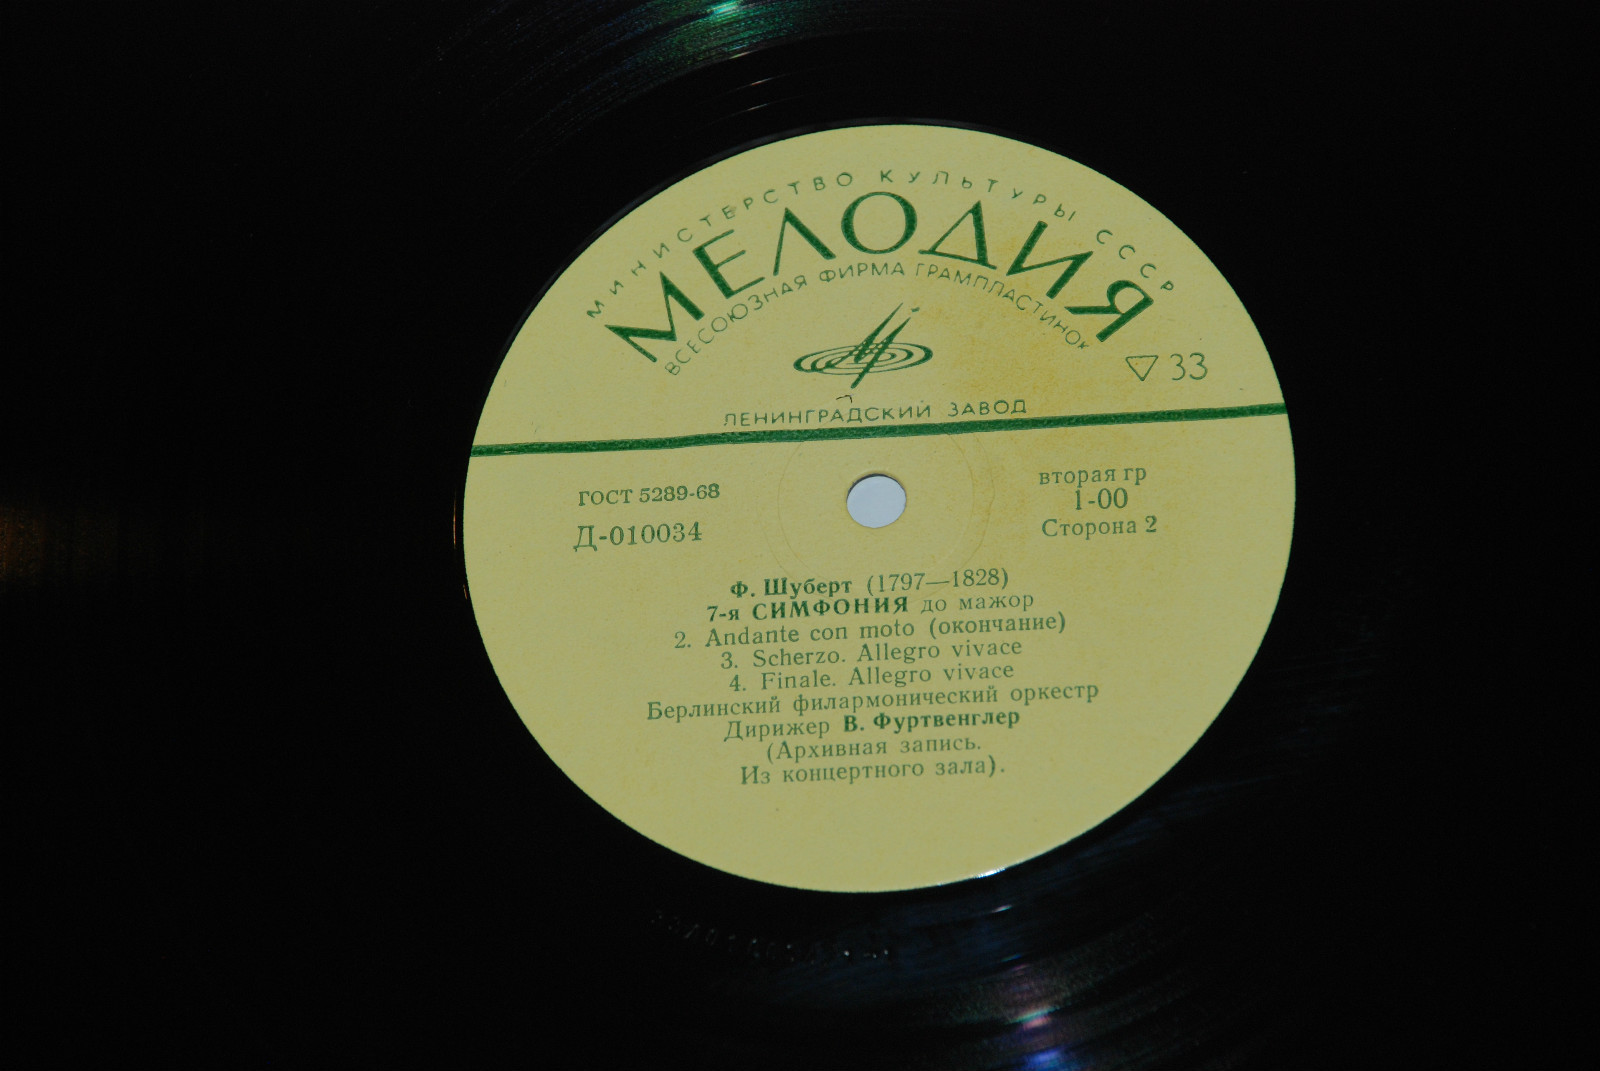 МИНИСТЕРСТВО КУЛЬТУРЫ СССР
МЕЛОДИЯ
ВСЕСОЮЗНАЯ ФИРМА ГРАМПЛАСТИНОК
33
ЛЕНИНГРАДСКИЙ ЗАВОД
ГОСТ 5289-68
Д-010034
вторая гр
1-00
Сторона 2
Ф. Шуберт (1797—1828)
7-я СИМФОНИЯ до мажор
2. Andante con moto (окончание)
3. Scherzo. Allegro vivace
4. Finale. Allegro vivace
Берлинский филармонический оркестр
Дирижер В. Фуртвенглер
(Архивная запись.
Из концертного зала).